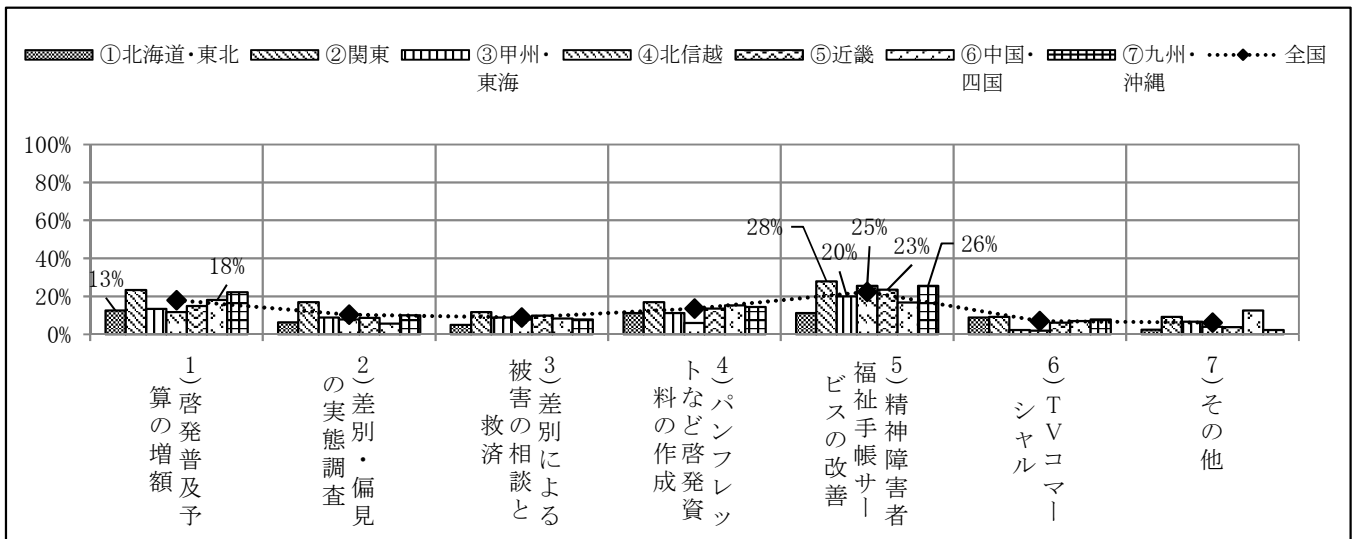 ①北海道・東北
②関東
③甲州・
東海
④北信越
⑤近畿
⑥中国・
四国
⑦九州・
沖縄
全国
100%
80%
60%
40%
20%
0%
13%
18%
28%
20%
25%
23%
26%
1)啓発普及予
算の増額
2)差別・偏見
の実態調査
3)差別による
被害の相談と
救済
4)パンフレッ
トなど啓発資
料の作成
5)精神障害者
福祉手帳サー
ビスの改善
6)TVコマー
シャル
7)その他